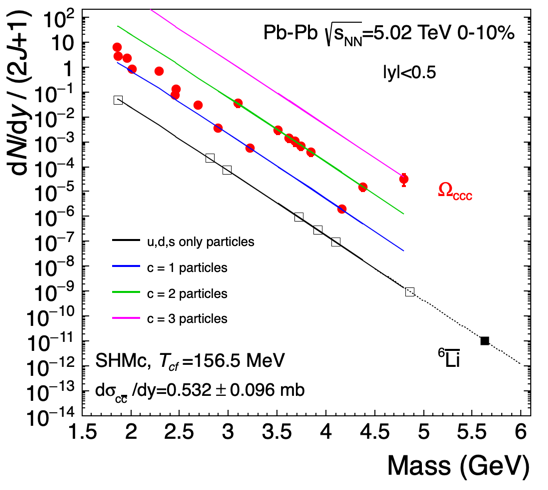 Pb-Pb √sNN=5.02 TeV 0-10%
|y|<0.5
dN/dy / (2J+1)
10²
10
1
10⁻¹
10⁻²
10⁻³
10⁻⁴
10⁻⁵
10⁻⁶
10⁻⁷
10⁻⁸
10⁻⁹
10⁻¹⁰
10⁻¹¹
10⁻¹²
10⁻¹³
10⁻¹⁴
Ωccc
u,d,s only particles
c = 1 particles
c = 2 particles
c = 3 particles
⁶L̅i̅
SHMc, Tcf =156.5 MeV
dσcc̅ /dy=0.532 ± 0.096 mb
1.5 2 2.5 3 3.5 4 4.5 5 5.5 6
Mass (GeV)